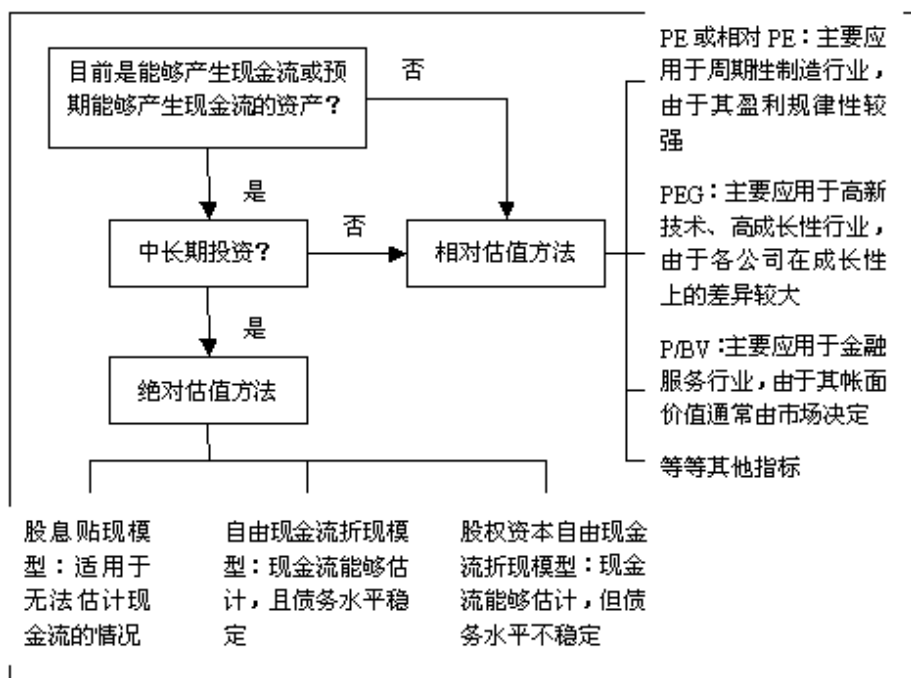 目前是能够产生现金流或预
期能够产生现金流的资产？
否
是
中长期投资？
否
相对估值方法
是
绝对估值方法
PE 或相对 PE：主要应
用于周期性制造行业，
由于其盈利规律性较
强
PEG：主要应用于高新
技术、高成长性行业，
由于各公司在成长性
上的差异较大
P/BV：主要应用于金融
服务行业，由于其帐面
价值通常由市场决定
等等其他指标
股息贴现模
型：适用于
无法估计现
金流的情况
自由现金流折现模
型：现金流能够估
计，且债务水平稳
定
股权资本自由现金
流折现模型：现金
流能够估计，但债
务水平不稳定